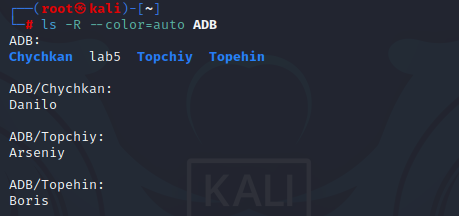 ┌──(root㉿kali)-[~]
└─# ls -R --color=auto ADB
ADB:
Chychkan  lab5  Topchiy  Topehin

ADB/Chychkan:
Danilo

ADB/Topchiy:
Arseniy

ADB/Topehin:
Boris
KALI